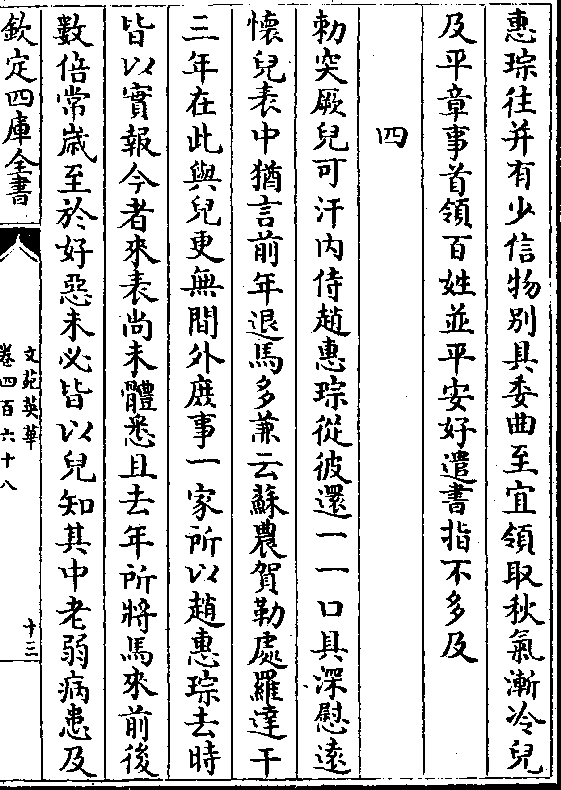 惠琮往并有少信物别具委曲至宜領取秋氣漸冷兒
及平章事首領百姓並平安好遣書指不多及
四
勅突厥兒可汗内侍趙惠琮從彼還一一口具深慰遠
懷兒表中猶言前年退馬多兼云蘇農賀勒處羅達干
三年在此與兒更無間外庻事一家所以趙惠琮去時
皆以實報今者來表尚未體悉且去年所將馬來前後
數倍常歳至於好惡未必皆以兒知其中老弱病患及
欽定四庫全書
文苑英華
卷四百六十八
十三